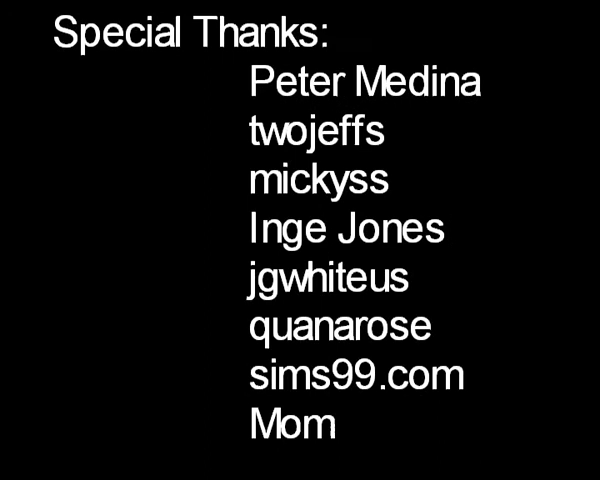 Special Thanks:
Peter Medina
twojeffs
mickyss
Inge Jones
jgwhiteus
quanarose
sims99.com
Mom